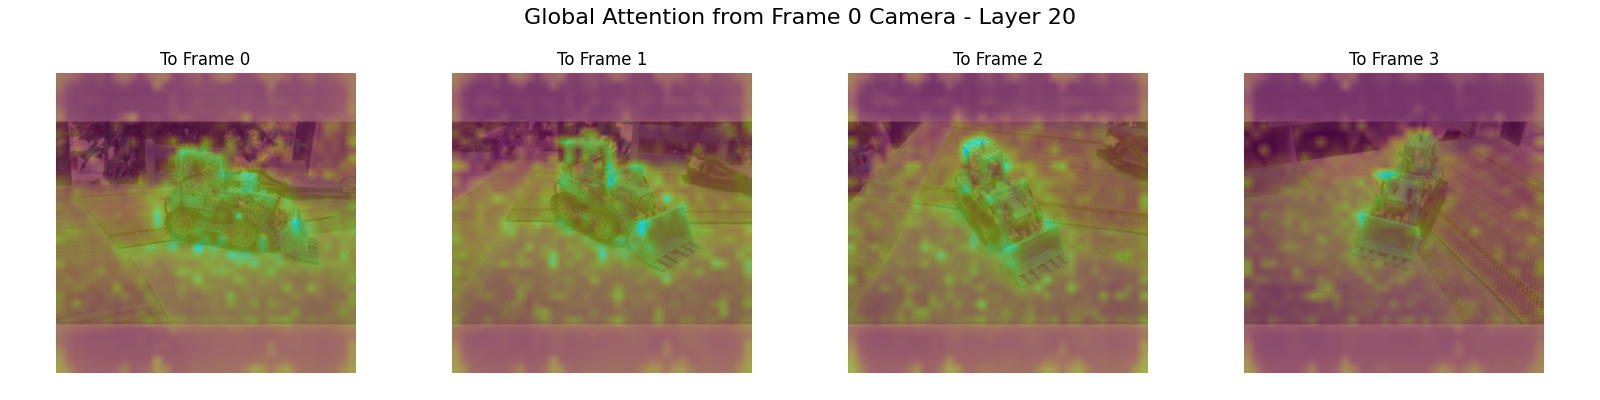 Global Attention from Frame 0 Camera - Layer 20
To Frame 0
To Frame 1
To Frame 2
To Frame 3